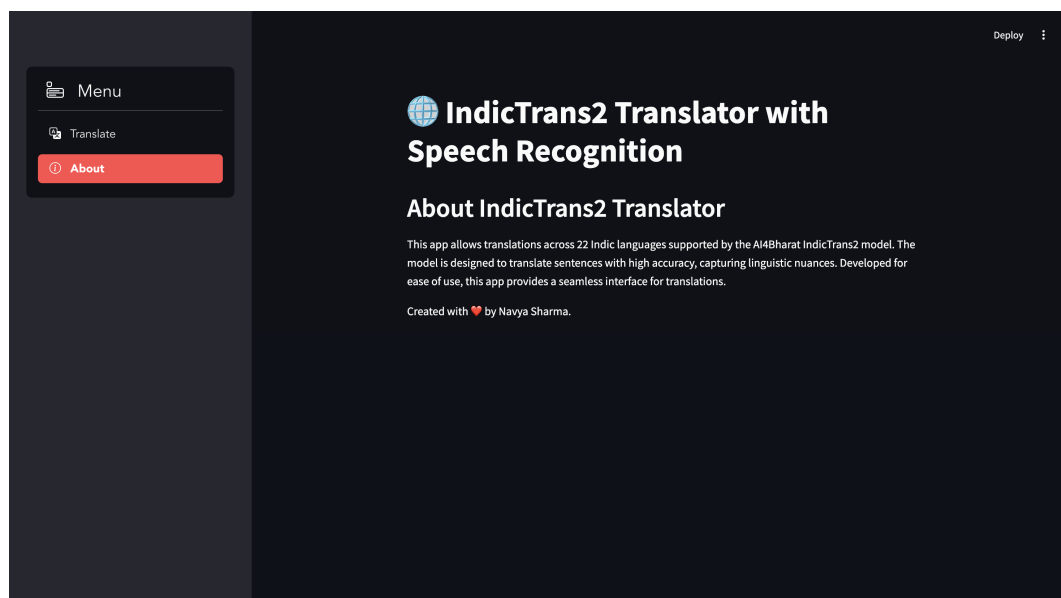 Deploy
Menu
Translate
About
🌐 IndicTrans2 Translator with
Speech Recognition
About IndicTrans2 Translator
This app allows translations across 22 Indic languages supported by the AI4Bharat IndicTrans2 model. The
model is designed to translate sentences with high accuracy, capturing linguistic nuances. Developed for
ease of use, this app provides a seamless interface for translations.
Created with ❤️ by Navya Sharma.